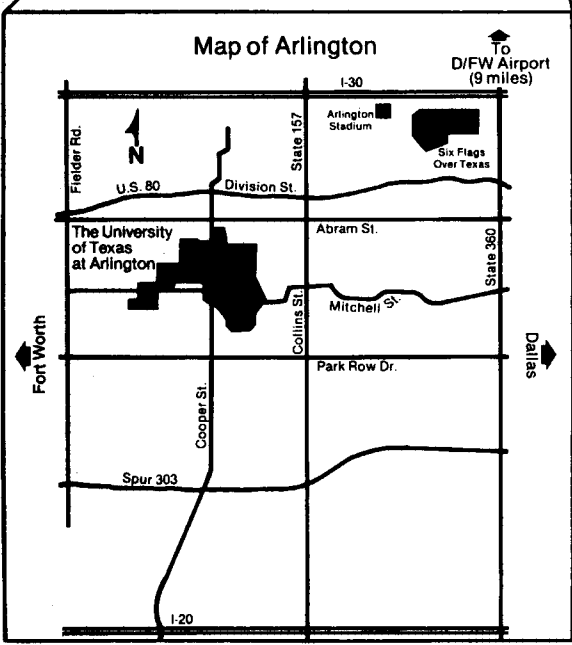 Map of Arlington
To
D/FW Airport
(9 miles)
I-30
Arlington
Stadium
Six Flags
Over Texas
State 157
Fielder Rd.
N
U.S. 80
Division St.
Abram St.
The University
of Texas
at Arlington
State 360
Collins St.
Mitchell St.
Fort Worth
Dallas
Park Row Dr.
Cooper St.
Spur 303
I-20